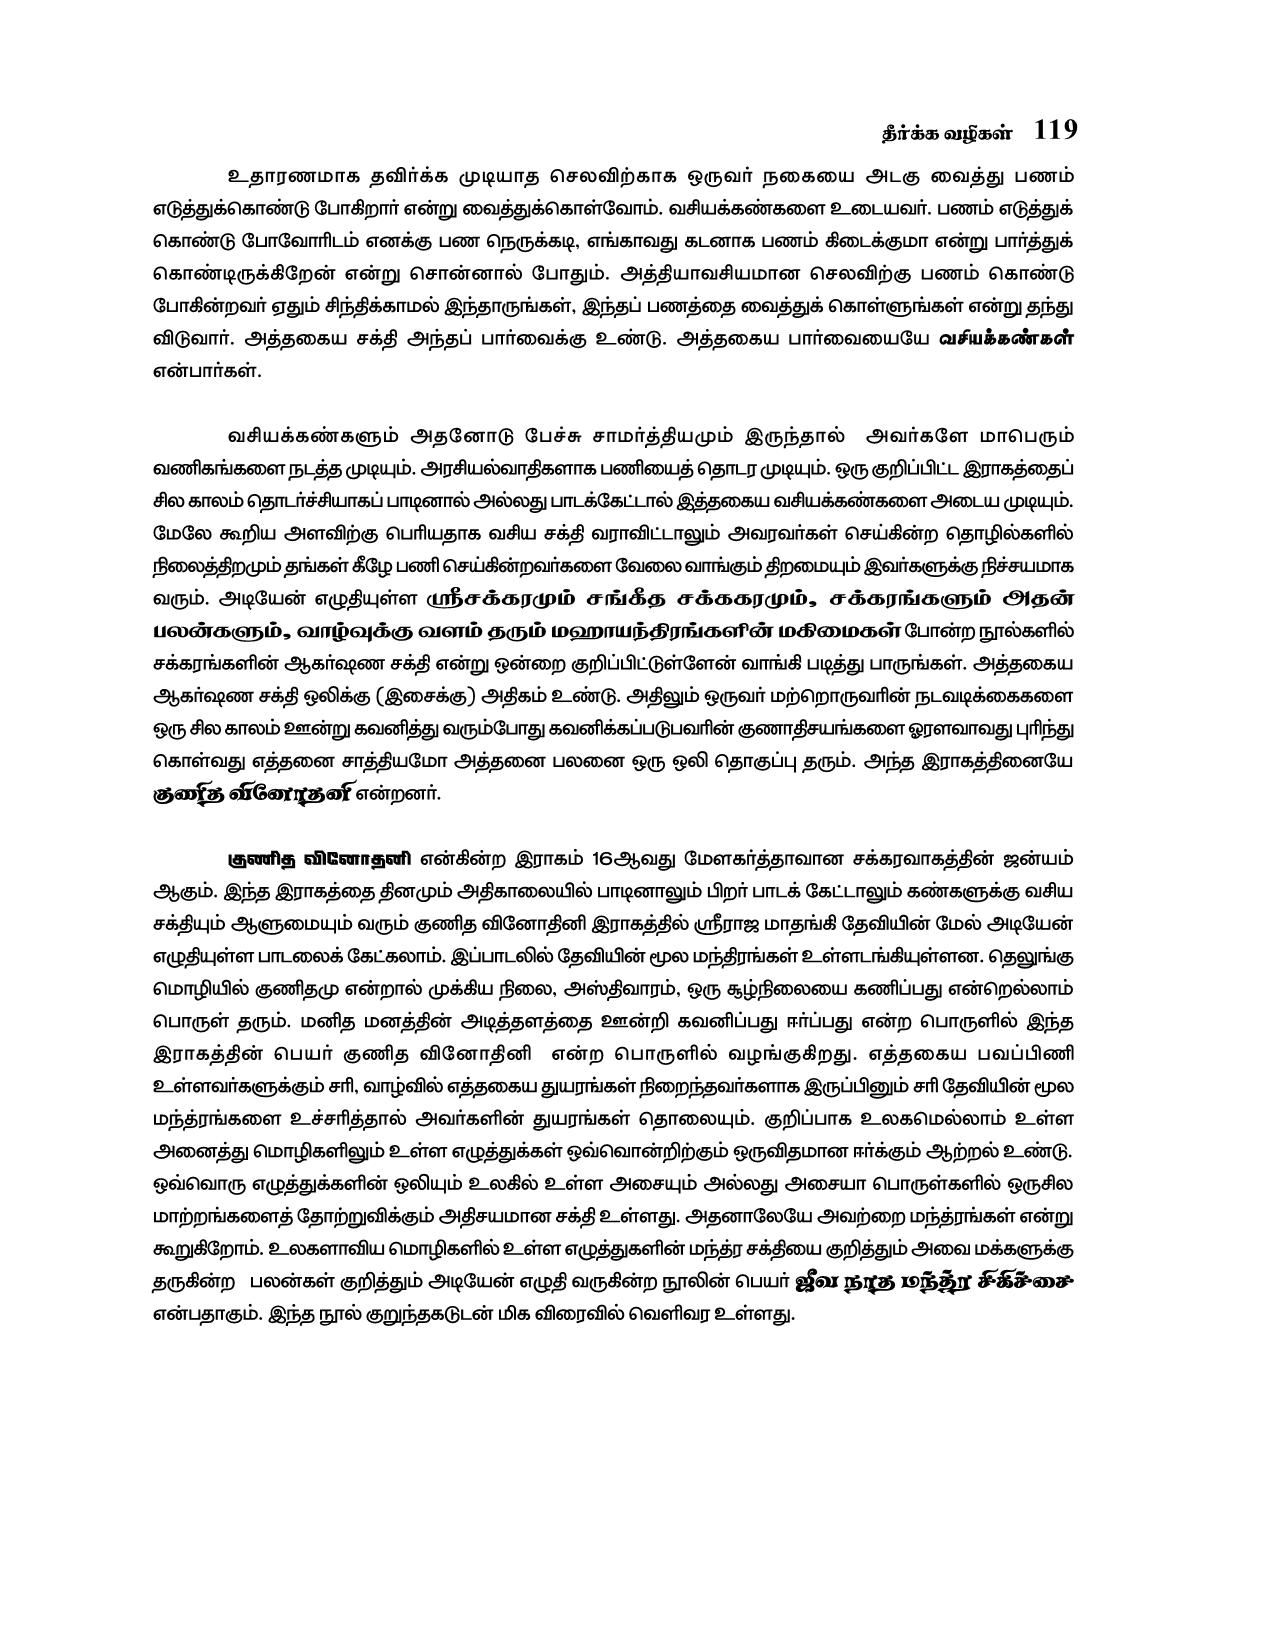 தீர்க்க வழிகள் 119
உதாரணமாக தவிர்க்க முடியாத செலவிற்காக ஒருவர் நகையை அடகு வைத்து பணம்
எடுத்துக்கொண்டு போகிறார் என்று வைத்துக்கொள்வோம். வசியக்கண்களை உடையவர். பணம் எடுத்துக்
கொண்டு போவோரிடம் எனக்கு பண நெருக்கடி, எங்காவது கடனாக பணம் கிடைக்குமா என்று பார்த்துக்
கொண்டிருக்கிறேன் என்று சொன்னால் போதும். அத்தியாவசியமான செலவிற்கு பணம் கொண்டு
போகின்றவர் ஏதும் சிந்திக்காமல் இந்தாருங்கள், இந்தப் பணத்தை வைத்துக் கொள்ளுங்கள் என்று தந்து
விடுவார். அத்தகைய சக்தி அந்தப் பார்வைக்கு உண்டு. அத்தகைய பார்வையையே வசியக்கண்கள்
என்பார்கள்.
வசியக்கண்களும் அதனோடு பேச்சு சாமர்த்தியமும் இருந்தால் அவர்களே மாபெரும்
வணிகங்களை நடத்த முடியும். அரசியல்வாதிகளாக பணியைத் தொடர முடியும். ஒரு குறிப்பிட்ட இராகத்தைப்
சில காலம் தொடர்ச்சியாகப் பாடினால் அல்லது பாடக்கேட்டால் இத்தகைய வசியக்கண்களை அடைய முடியும்.
மேலே கூறிய அளவிற்கு பெரியதாக வசிய சக்தி வராவிட்டாலும் அவரவர்கள் செய்கின்ற தொழில்களில்
நிலைத்திறமும் தங்கள் கீழே பணி செய்கின்றவர்களை வேலை வாங்கும் திறமையும் இவர்களுக்கு நிச்சயமாக
வரும். அடியேன் எழுதியுள்ள ஸ்ரீசக்கரமும் சங்கீத சக்ககரமும், சக்கரங்களும் அதன்
பலன்களும், வாழ்வுக்கு வளம் தரும் மஹாயந்திரங்களின் மகிமைகள் போன்ற நூல்களில்
சக்கரங்களின் ஆகர்ஷண சக்தி என்று ஒன்றை குறிப்பிட்டுள்ளேன் வாங்கி படித்து பாருங்கள். அத்தகைய
ஆகர்ஷண சக்தி ஒலிக்கு (இசைக்கு) அதிகம் உண்டு. அதிலும் ஒருவர் மற்றொருவரின் நடவடிக்கைகளை
ஒரு சில காலம் ஊன்று கவனித்து வரும்போது கவனிக்கப்படுபவரின் குணாதிசயங்களை ஓரளவாவது புரிந்து
கொள்வது எத்தனை சாத்தியமோ அத்தனை பலனை ஒரு ஒலி தொகுப்பு தரும். அந்த இராகத்தினையே
குணித வினோதனி என்றனர்.
குணித வினோதனி என்கின்ற இராகம் 16ஆவது மேளகர்த்தாவான சக்கரவாகத்தின் ஜன்யம்
ஆகும். இந்த இராகத்தை தினமும் அதிகாலையில் பாடினாலும் பிறர் பாடக் கேட்டாலும் கண்களுக்கு வசிய
சக்தியும் ஆளுமையும் வரும் குணித வினோதினி இராகத்தில் ஸ்ரீராஜ மாதங்கி தேவியின் மேல் அடியேன்
எழுதியுள்ள பாடலைக் கேட்கலாம். இப்பாடலில் தேவியின் மூல மந்திரங்கள் உள்ளடங்கியுள்ளன. தெலுங்கு
மொழியில் குணிதமு என்றால் முக்கிய நிலை, அஸ்திவாரம், ஒரு சூழ்நிலையை கணிப்பது என்றெல்லாம்
பொருள் தரும். மனித மனத்தின் அடித்தளத்தை ஊன்றி கவனிப்பது ஈர்ப்பது என்ற பொருளில் இந்த
இராகத்தின் பெயர் குணித வினோதினி என்ற பொருளில் வழங்குகிறது. எத்தகைய பவப்பிணி
உள்ளவர்களுக்கும் சரி, வாழ்வில் எத்தகைய துயரங்கள் நிறைந்தவர்களாக இருப்பினும் சரி தேவியின் மூல
மந்த்ரங்களை உச்சரித்தால் அவர்களின் துயரங்கள் தொலையும். குறிப்பாக உலகமெல்லாம் உள்ள
அனைத்து மொழிகளிலும் உள்ள எழுத்துக்கள் ஒவ்வொன்றிற்கும் ஒருவிதமான ஈர்க்கும் ஆற்றல் உண்டு.
ஒவ்வொரு எழுத்துக்களின் ஒலியும் உலகில் உள்ள அசையும் அல்லது அசையா பொருள்களில் ஒருசில
மாற்றங்களைத் தோற்றுவிக்கும் அதிசயமான சக்தி உள்ளது. அதனாலேயே அவற்றை மந்த்ரங்கள் என்று
கூறுகிறோம். உலகளாவிய மொழிகளில் உள்ள எழுத்துகளின் மந்த்ர சக்தியை குறித்தும் அவை மக்களுக்கு
தருகின்ற பலன்கள் குறித்தும் அடியேன் எழுதி வருகின்ற நூலின் பெயர் ஜீவ நாத மந்த்ர சிகிச்சை
என்பதாகும். இந்த நூல் குறுந்தகடுடன் மிக விரைவில் வெளிவர உள்ளது.